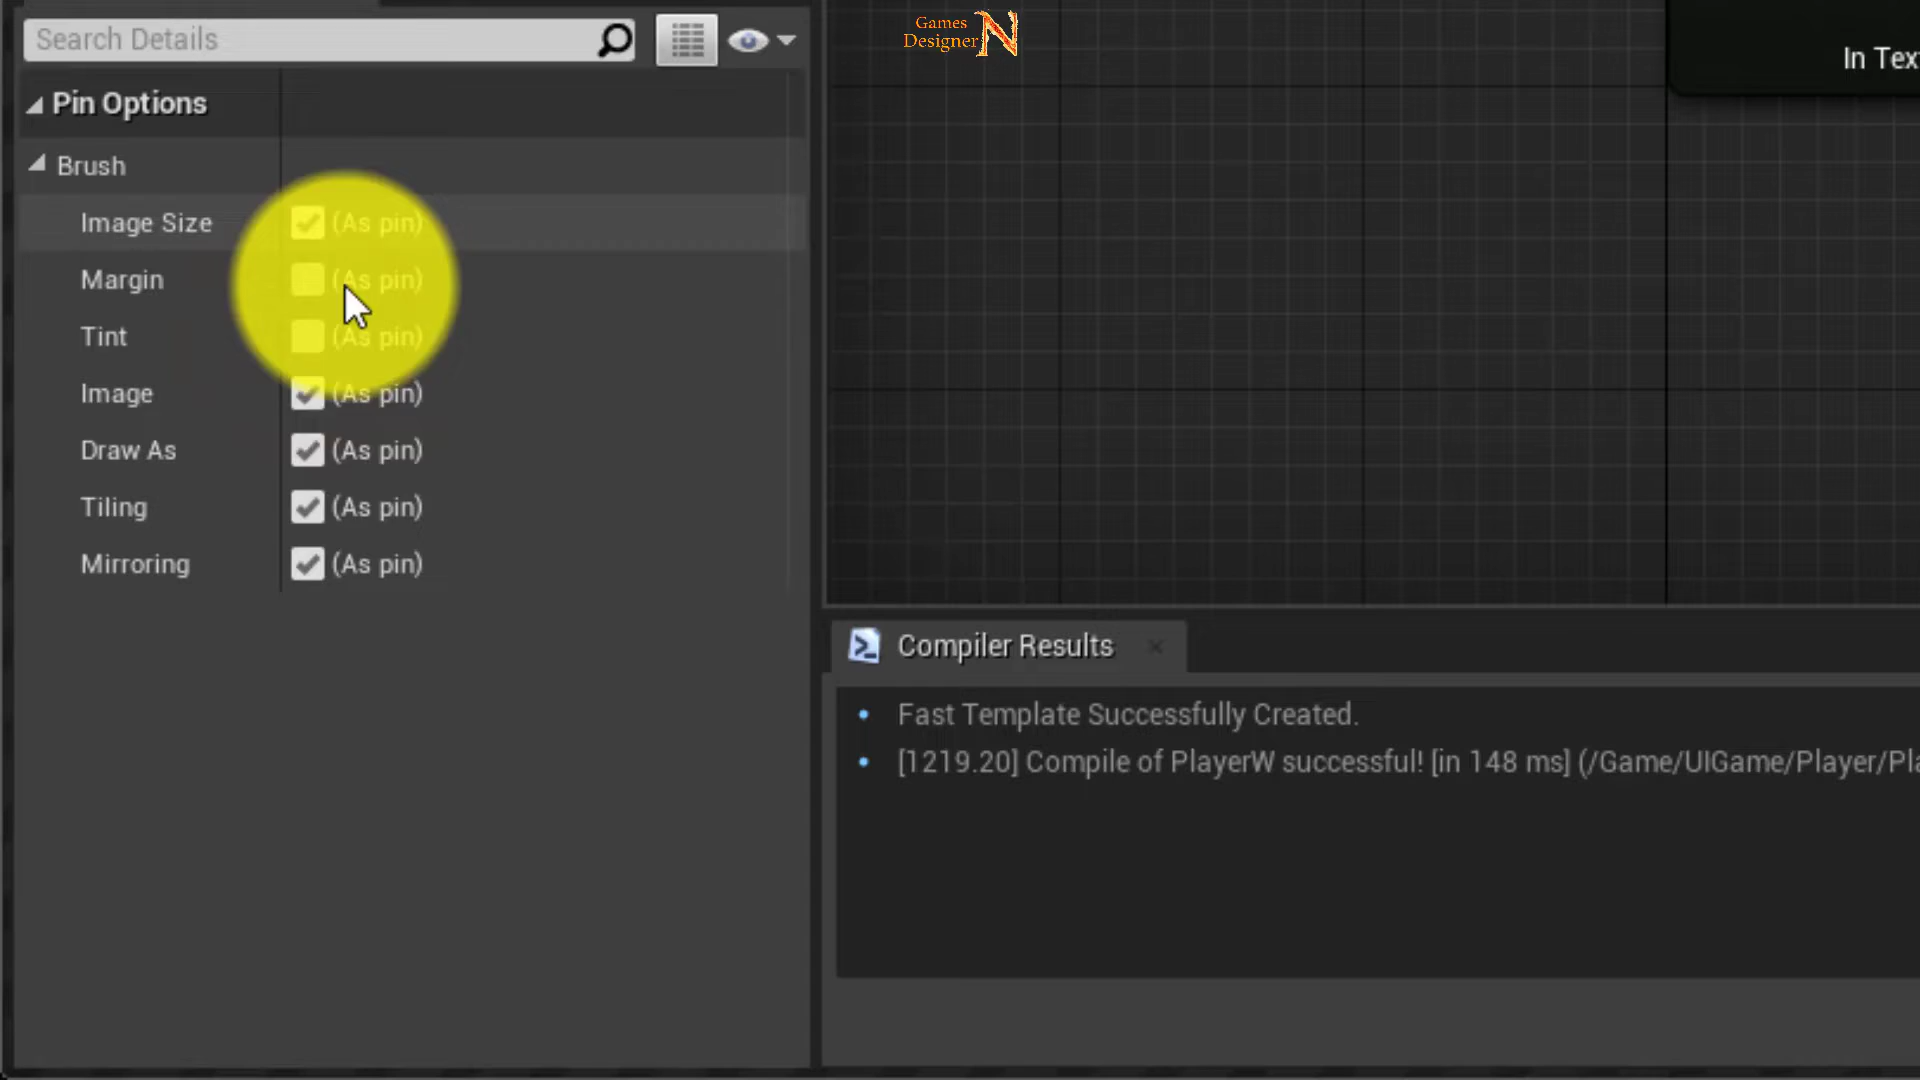 Search Details
Games
Designer N
In Tex
Pin Options
Brush
Image Size (As pin)
Margin (As pin)
Tint (As pin)
Image (As pin)
Draw As (As pin)
Tiling (As pin)
Mirroring (As pin)
Compiler Results
Fast Template Successfully Created.
[1219.20] Compile of PlayerW successful! [in 148 ms] (/Game/UIGame/Player/Pla